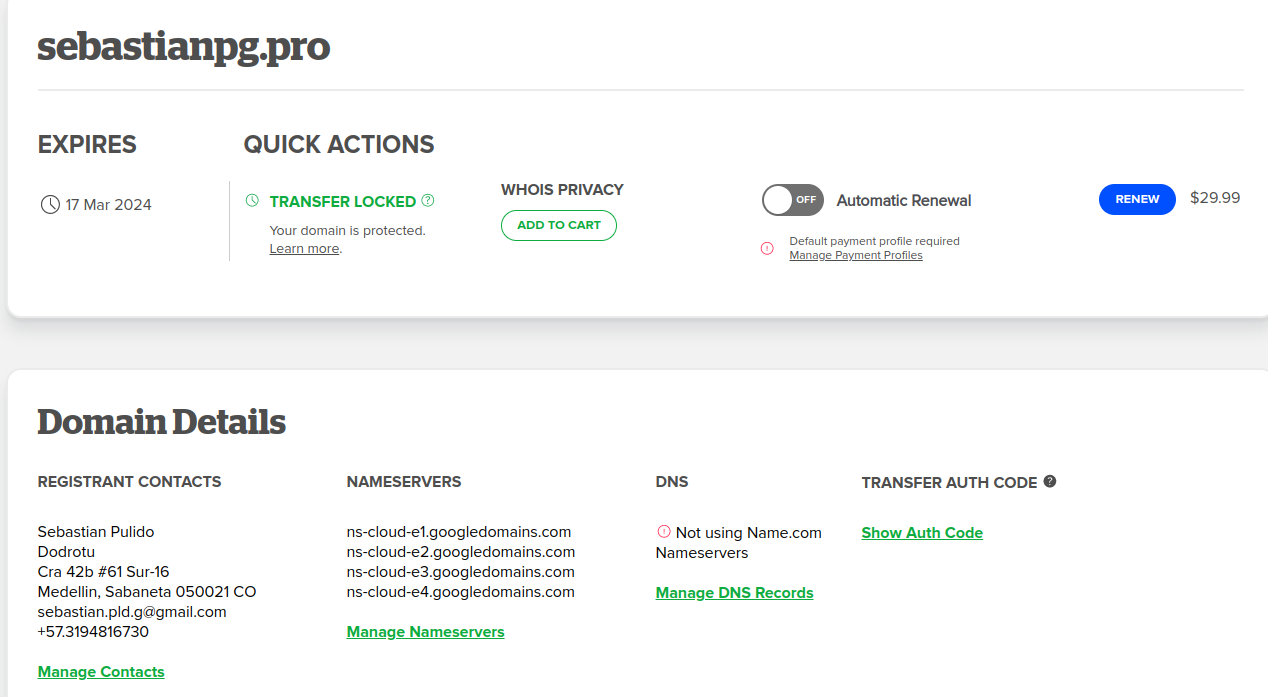 sebastianpg.pro
EXPIRES
17 Mar 2024
QUICK ACTIONS
TRANSFER LOCKED ?
Your domain is protected.
Learn more.
WHOIS PRIVACY
ADD TO CART
OFF
Automatic Renewal
! Default payment profile required
Manage Payment Profiles
RENEW
$29.99
Domain Details
REGISTRANT CONTACTS
Sebastian Pulido
Dodrotu
Cra 42b #61 Sur-16
Medellin, Sabaneta 050021 CO
sebastian.pld.g@gmail.com
+57.3194816730
Manage Contacts
NAMESERVERS
ns-cloud-e1.googledomains.com
ns-cloud-e2.googledomains.com
ns-cloud-e3.googledomains.com
ns-cloud-e4.googledomains.com
Manage Nameservers
DNS
! Not using Name.com
Nameservers
Manage DNS Records
TRANSFER AUTH CODE ?
Show Auth Code